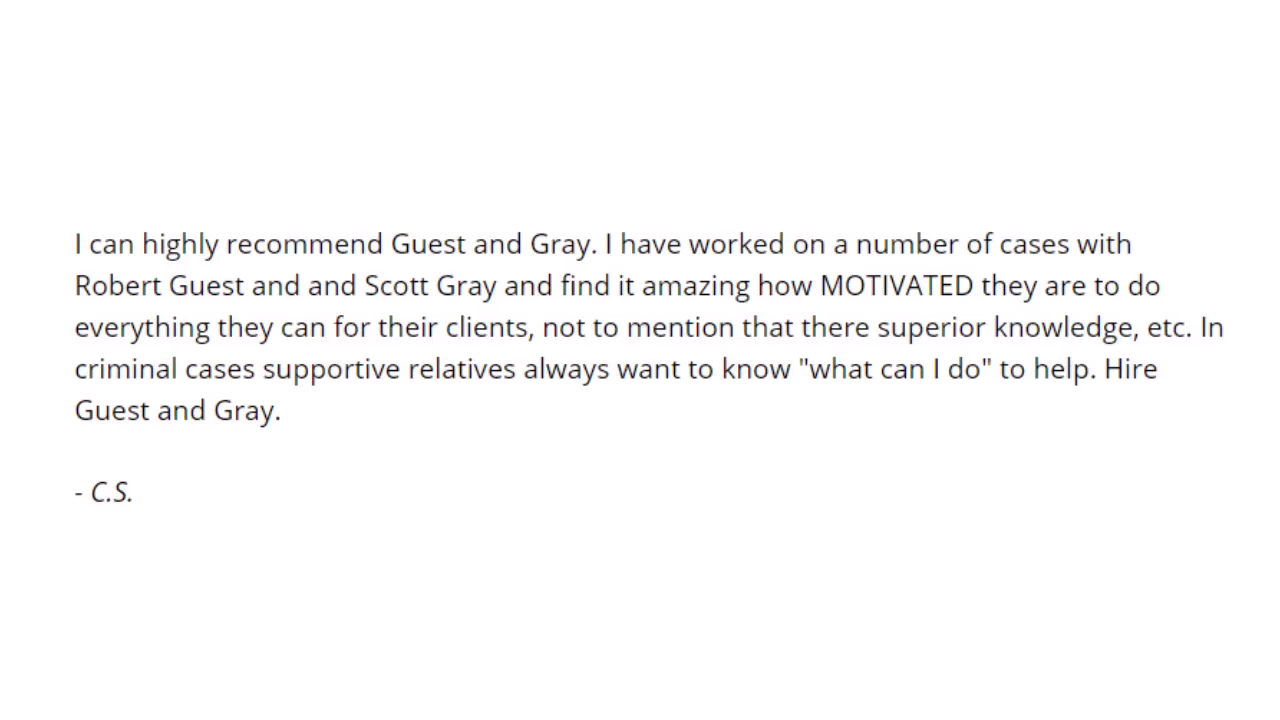 I can highly recommend Guest and Gray. I have worked on a number of cases with
Robert Guest and and Scott Gray and find it amazing how MOTIVATED they are to do
everything they can for their clients, not to mention that there superior knowledge, etc. In
criminal cases supportive relatives always want to know "what can I do" to help. Hire
Guest and Gray.
- C.S.